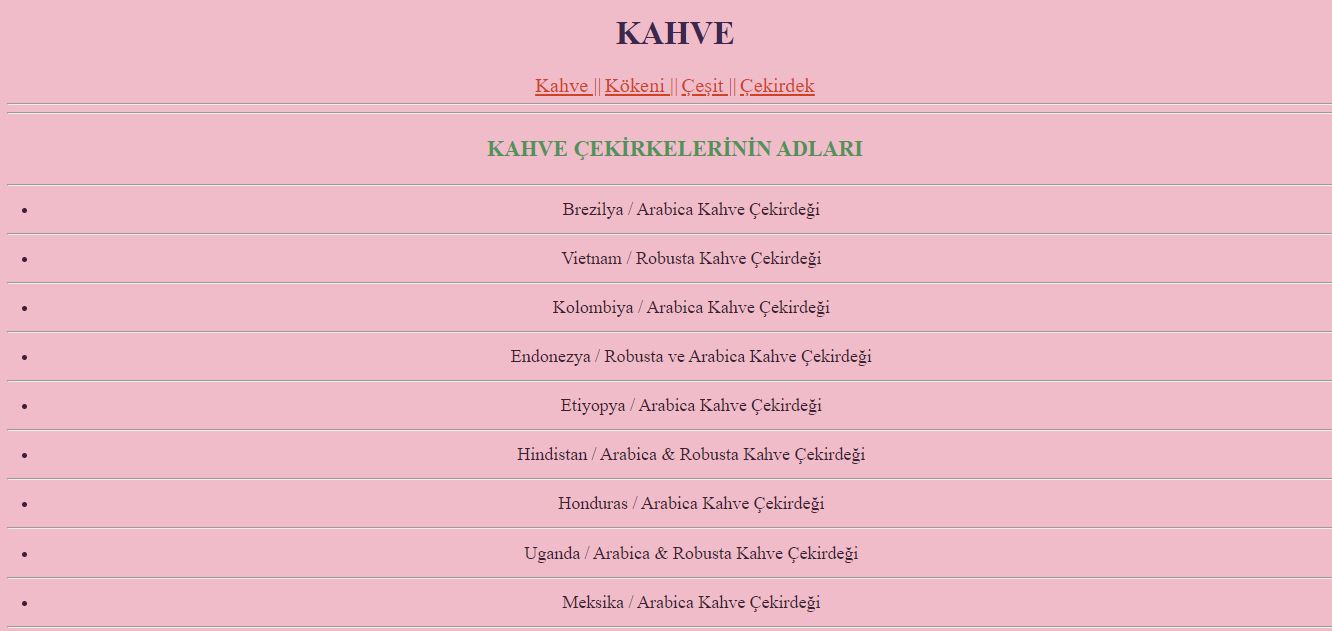 KAHVE
Kahve || Kökeni || Çeşit || Çekirdek
KAHVE ÇEKİRKELERİNİN ADLARI
• Brezilya / Arabica Kahve Çekirdeği
• Vietnam / Robusta Kahve Çekirdeği
• Kolombiya / Arabica Kahve Çekirdeği
• Endonezya / Robusta ve Arabica Kahve Çekirdeği
• Etiyopya / Arabica Kahve Çekirdeği
• Hindistan / Arabica & Robusta Kahve Çekirdeği
• Honduras / Arabica Kahve Çekirdeği
• Uganda / Arabica & Robusta Kahve Çekirdeği
• Meksika / Arabica Kahve Çekirdeği